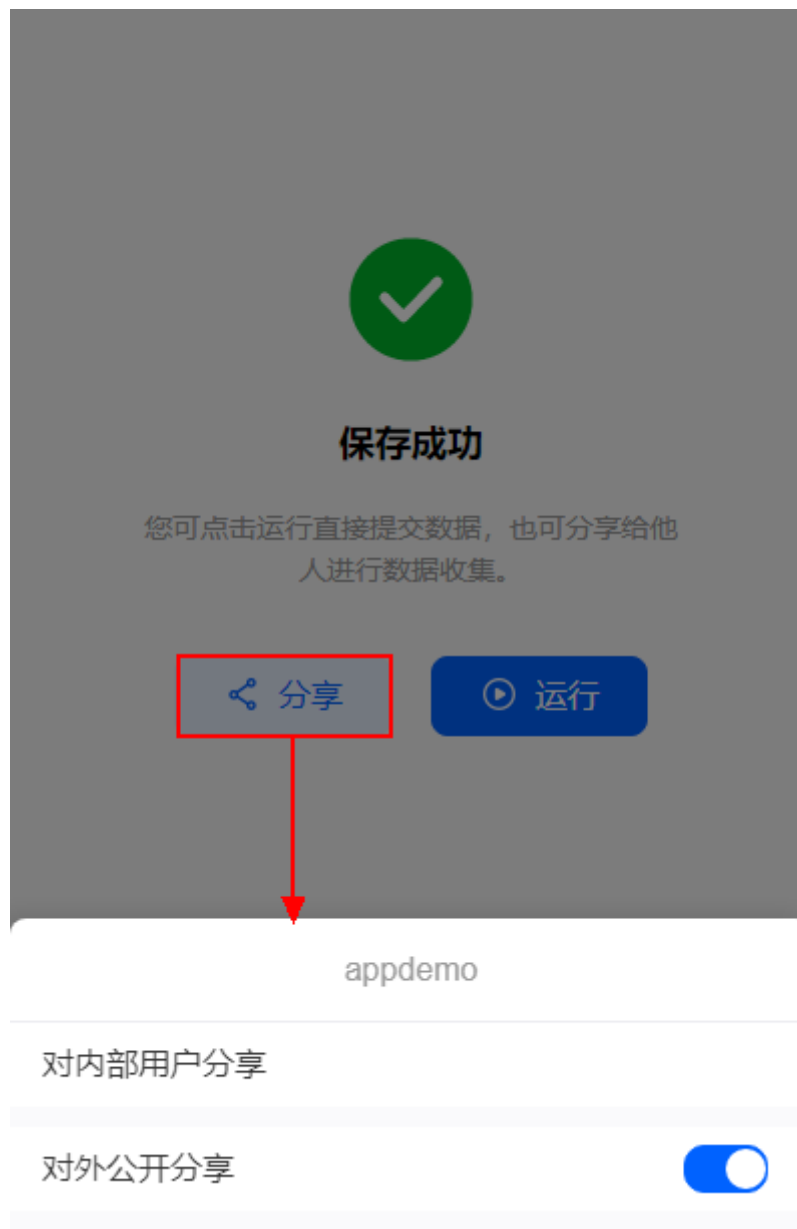 保存成功
您可点击运行直接提交数据，也可分享给他
人进行数据收集。
分享
运行
appdemo
对内部用户分享
对外公开分享